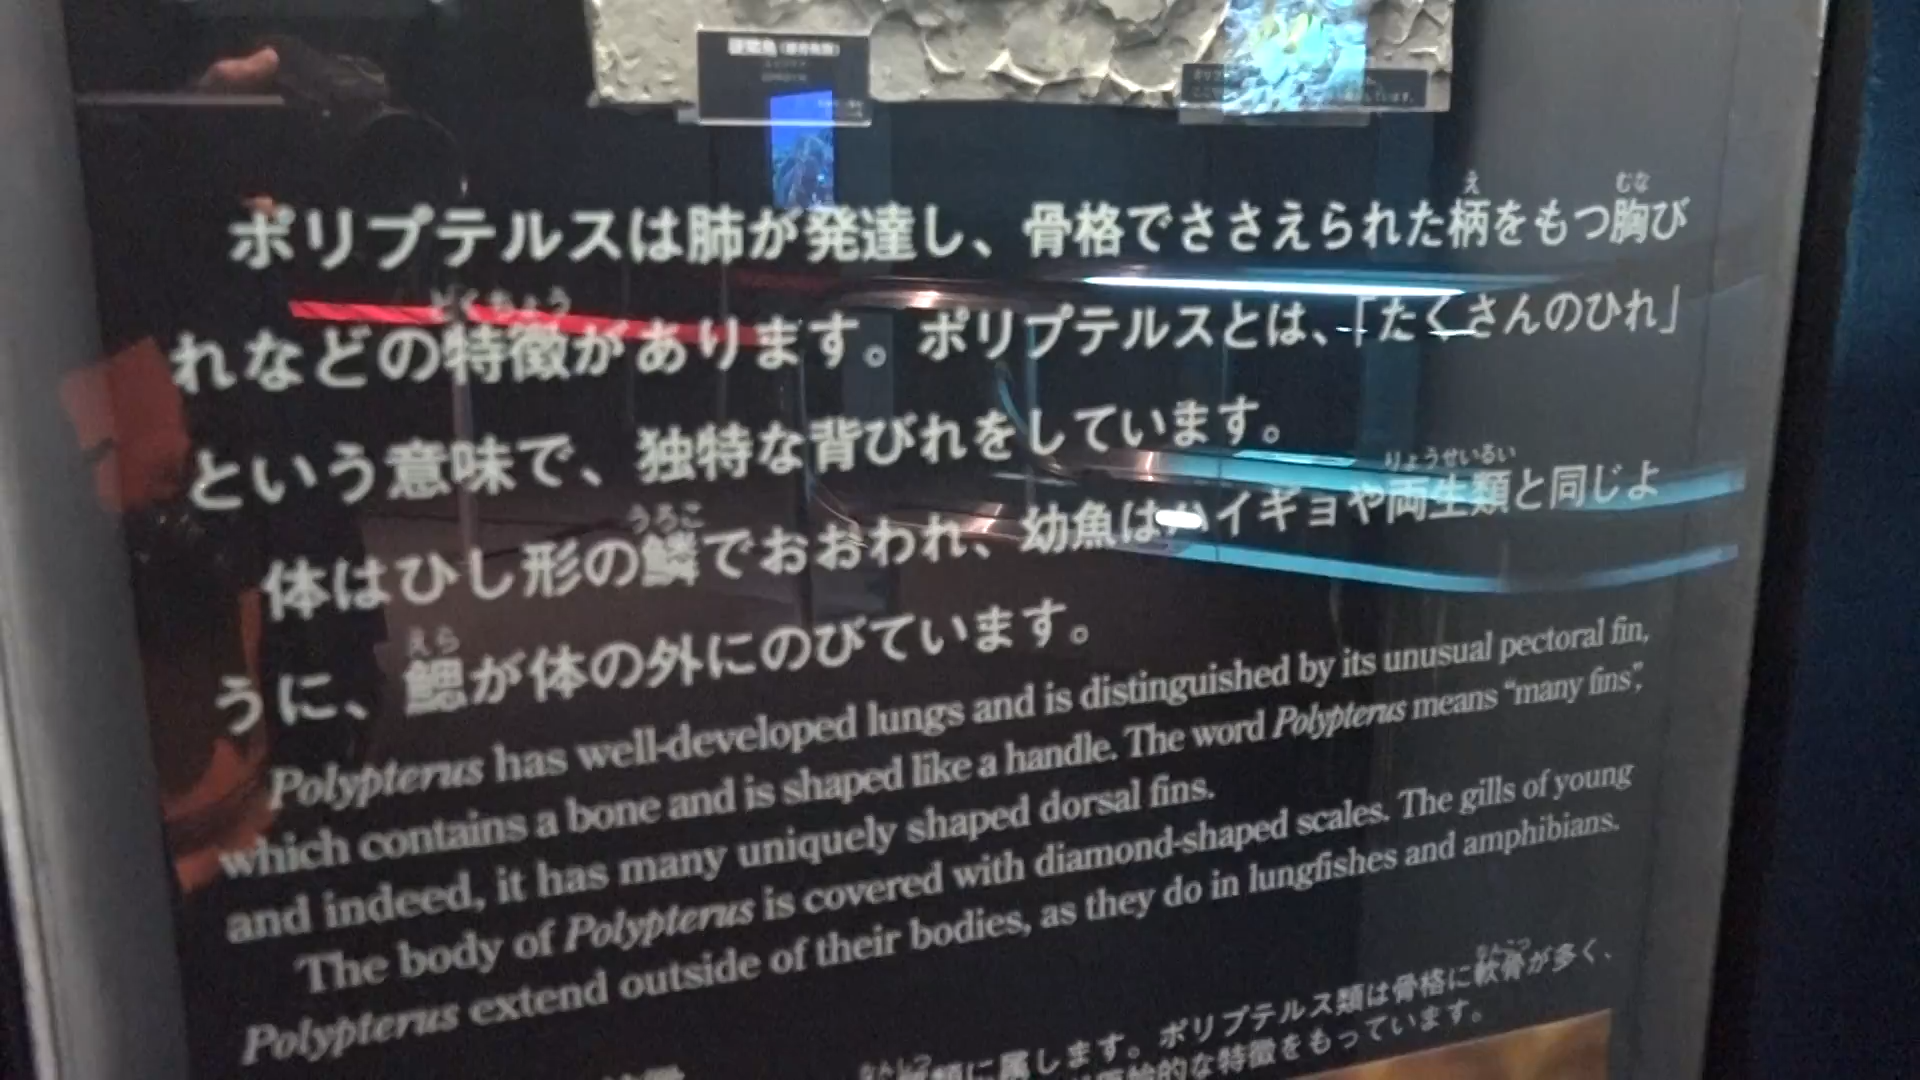 ポリプテルスは肺が発達し、骨格でささえられた柄をもつ胸び
れなどの特徴があります。ポリプテルスとは、「たくさんのひれ」
という意味で、独特な背びれをしています。
体はひし形の鱗でおおわれ、幼魚はハイギョや両生類と同じよ
うに、鰓が体の外にのびています。
Polypterus has well-developed lungs and is distinguished by its unusual pectoral fin,
which contains a bone and is shaped like a handle. The word Polypterus means “many fins”,
and indeed, it has many uniquely shaped dorsal fins.
The body of Polypterus is covered with diamond-shaped scales. The gills of young
Polypterus extend outside of their bodies, as they do in lungfishes and amphibians.
に属します。ポリプテルス類は骨格に軟骨が多く、
原始的な特徴をもっています。